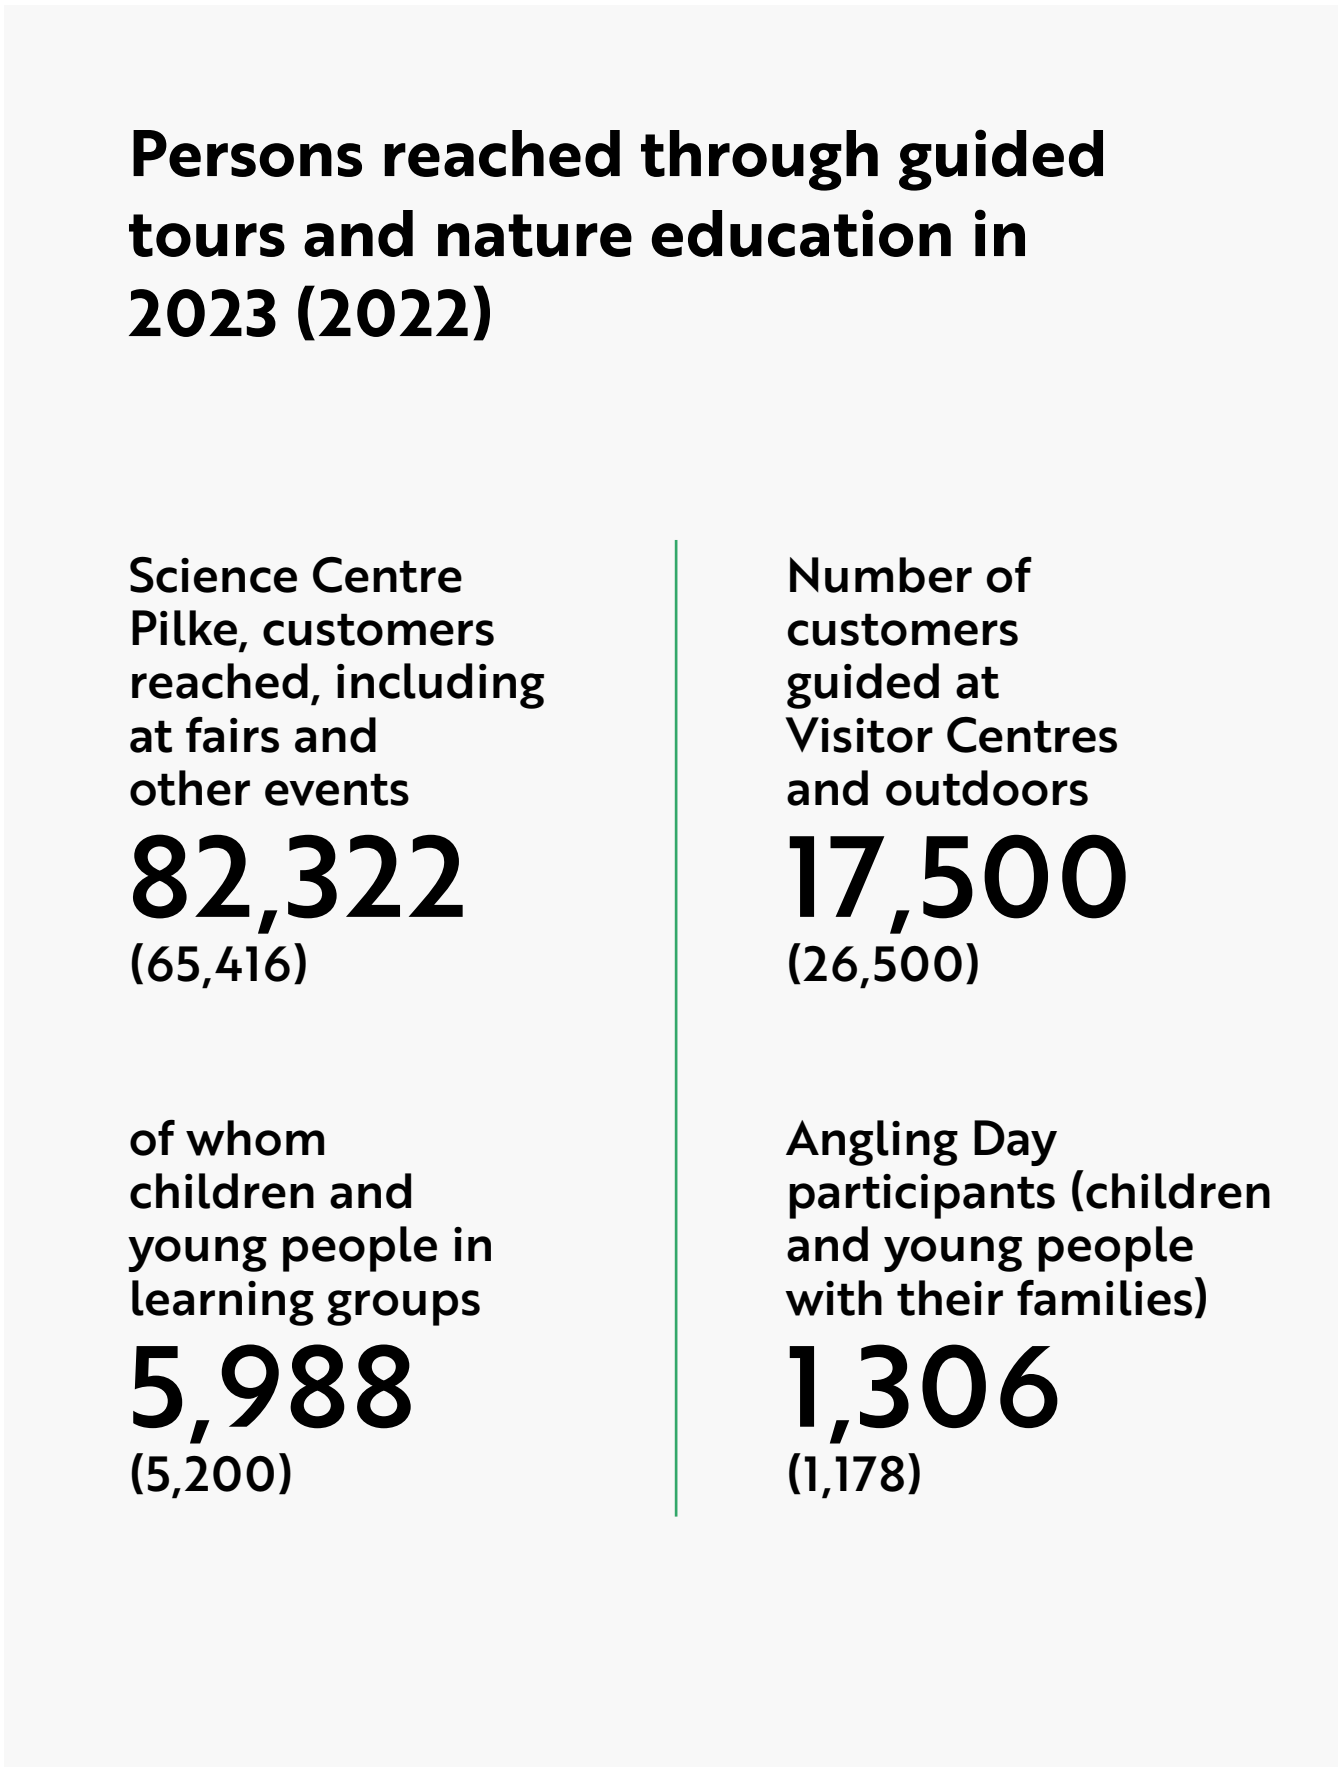 Persons reached through guided
tours and nature education in
2023 (2022)
Science Centre
Pilke, customers
reached, including
at fairs and
other events
82,322
(65,416)
of whom
children and
young people in
learning groups
5,988
(5,200)
Number of
customers
guided at
Visitor Centres
and outdoors
17,500
(26,500)
Angling Day
participants (children
and young people
with their families)
1,306
(1,178)